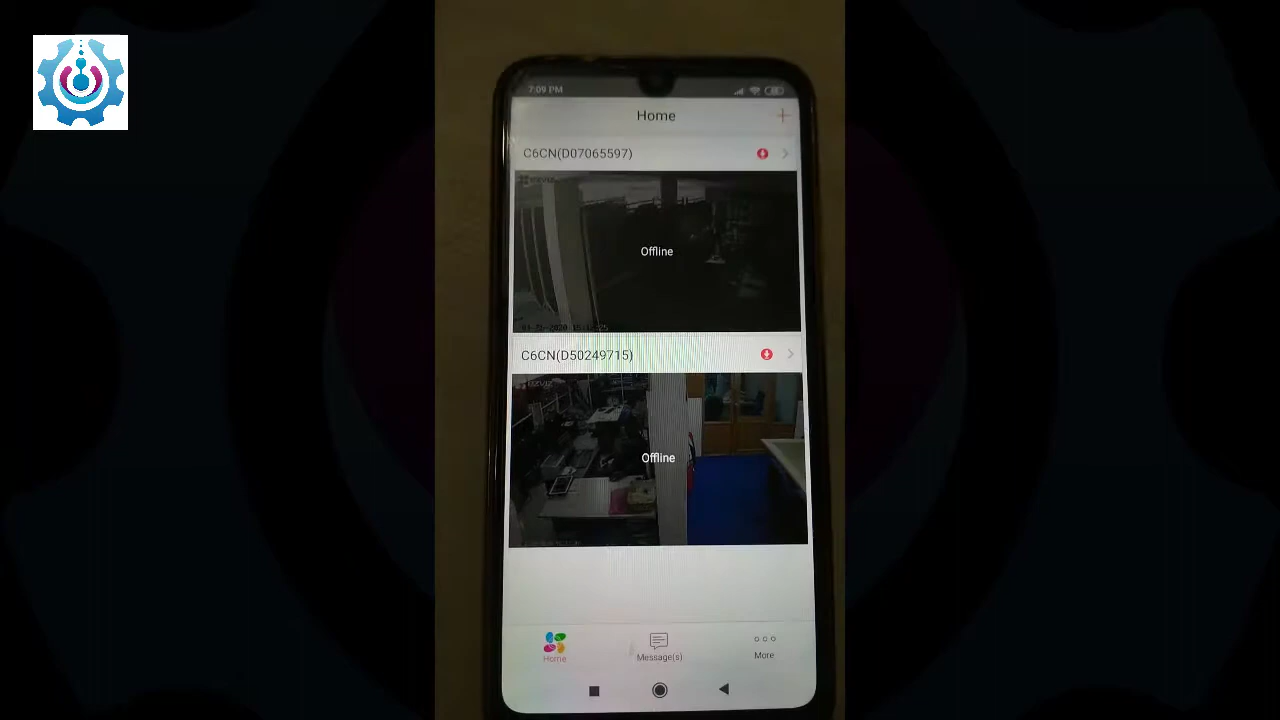 7:09 PM
Home
C6CN(D07065597)
Offline
C6CN(D50249715)
Offline
Home
Message(s)
More